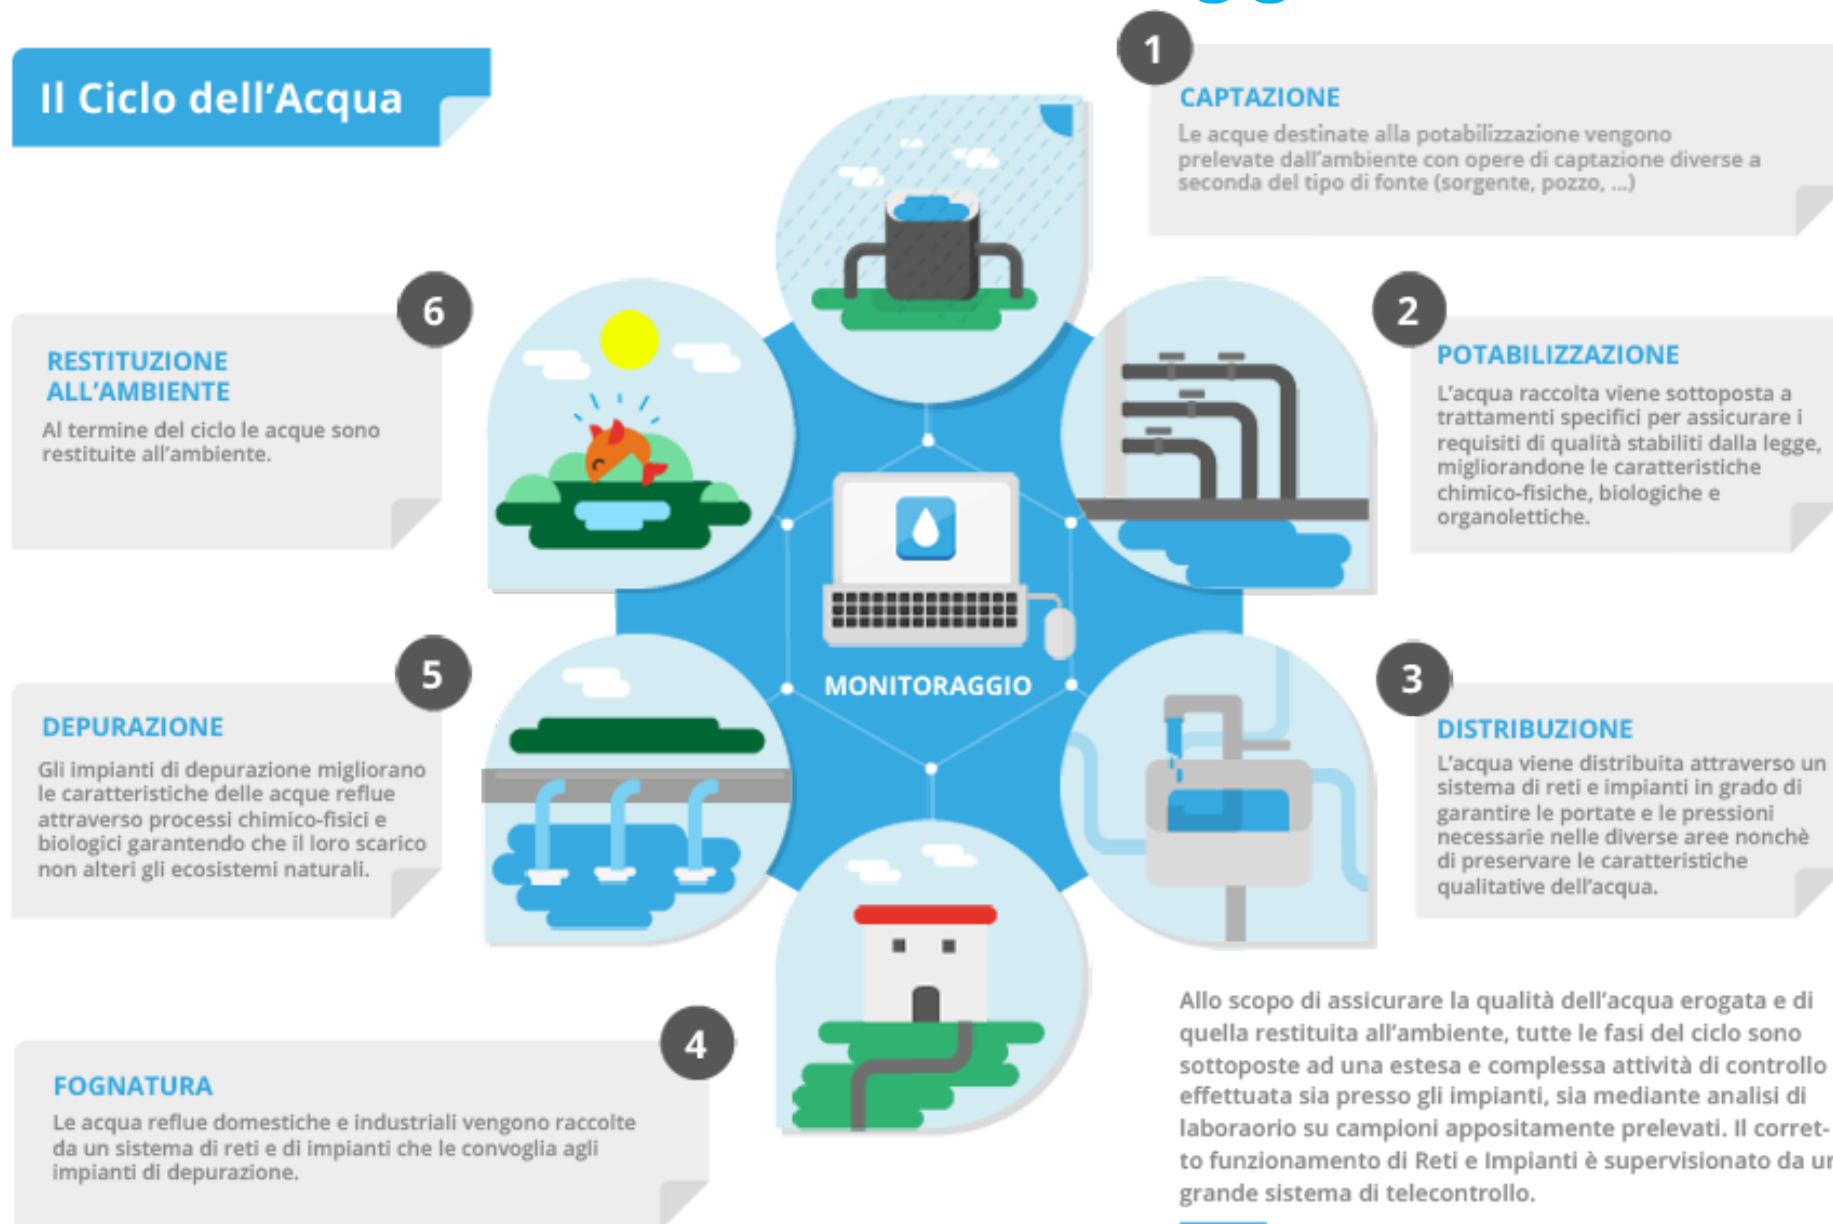 Il Ciclo dell'Acqua
1
CAPTAZIONE
Le acque destinate alla potabilizzazione vengono
prelevate dall'ambiente con opere di captazione diverse a
seconda del tipo di fonte (sorgente, pozzo, ...)
2
POTABILIZZAZIONE
L'acqua raccolta viene sottoposta a
trattamenti specifici per assicurare i
requisiti di qualità stabiliti dalla legge,
migliorandone le caratteristiche
chimico-fisiche, biologiche e
organolettiche.
3
DISTRIBUZIONE
L'acqua viene distribuita attraverso un
sistema di reti e impianti in grado di
garantire le portate e le pressioni
necessarie nelle diverse aree nonchè
di preservare le caratteristiche
qualitative dell'acqua.
4
FOGNATURA
Le acqua reflue domestiche e industriali vengono raccolte
da un sistema di reti e di impianti che le convoglia agli
impianti di depurazione.
5
DEPURAZIONE
Gli impianti di depurazione migliorano
le caratteristiche delle acque reflue
attraverso processi chimico-fisici e
biologici garantendo che il loro scarico
non alteri gli ecosistemi naturali.
6
RESTITUZIONE
ALL'AMBIENTE
Al termine del ciclo le acque sono
restituite all'ambiente.
MONITORAGGIO
Allo scopo di assicurare la qualità dell'acqua erogata e di
quella restituita all'ambiente, tutte le fasi del ciclo sono
sottoposte ad una estesa e complessa attività di controllo
effettuata sia presso gli impianti, sia mediante analisi di
laboraorio su campioni appositamente prelevati. Il corret-
to funzionamento di Reti e Impianti è supervisionato da un
grande sistema di telecontrollo.